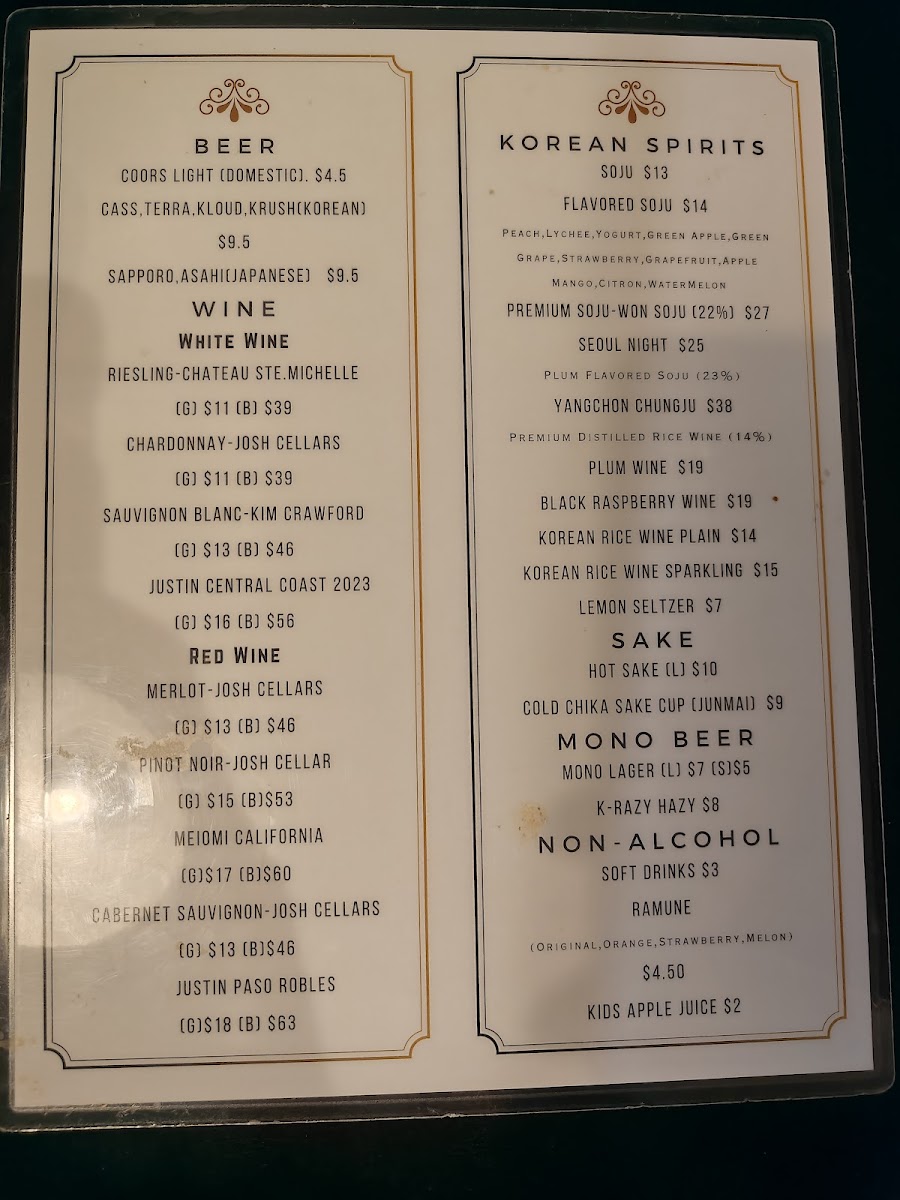 BEER
COORS LIGHT (DOMESTIC). $4.5
CASS,TERRA,KLOUD,KRUSH(KOREAN)
$9.5
SAPPORO,ASAHI(JAPANESE) $9.5
WINE
WHITE WINE
RIESLING-CHATEAU STE.MICHELLE
(G) $11 (B) $39
CHARDONNAY-JOSH CELLARS
(G) $11 (B) $39
SAUVIGNON BLANC-KIM CRAWFORD
(G) $13 (B) $46
JUSTIN CENTRAL COAST 2023
(G) $16 (B) $56
RED WINE
MERLOT-JOSH CELLARS
(G) $13 (B) $46
PINOT NOIR-JOSH CELLAR
(G) $15 (B)$53
MEIOMI CALIFORNIA
(G)$17 (B)$60
CABERNET SAUVIGNON-JOSH CELLARS
(G) $13 (B)$46
JUSTIN PASO ROBLES
(G)$18 (B) $63
KOREAN SPIRITS
SOJU $13
FLAVORED SOJU $14
PEACH,LYCHEE,YOGURT,GREEN APPLE,GREEN
GRAPE,STRAWBERRY,GRAPEFRUIT,APPLE
MANGO,CITRON,WATERMELON
PREMIUM SOJU-WON SOJU (22%) $27
SEOUL NIGHT $25
PLUM FLAVORED SOJU (23%)
YANGCHON CHUNGJU $38
PREMIUM DISTILLED RICE WINE (14%)
PLUM WINE $19
BLACK RASPBERRY WINE $19
KOREAN RICE WINE PLAIN $14
KOREAN RICE WINE SPARKLING $15
LEMON SELTZER $7
SAKE
HOT SAKE (L) $10
COLD CHIKA SAKE CUP (JUNMAI) $9
MONO BEER
MONO LAGER (L) $7 (S)$5
K-RAZY HAZY $8
NON-ALCOHOL
SOFT DRINKS $3
RAMUNE
(ORIGINAL,ORANGE,STRAWBERRY,MELON)
$4.50
KIDS APPLE JUICE $2